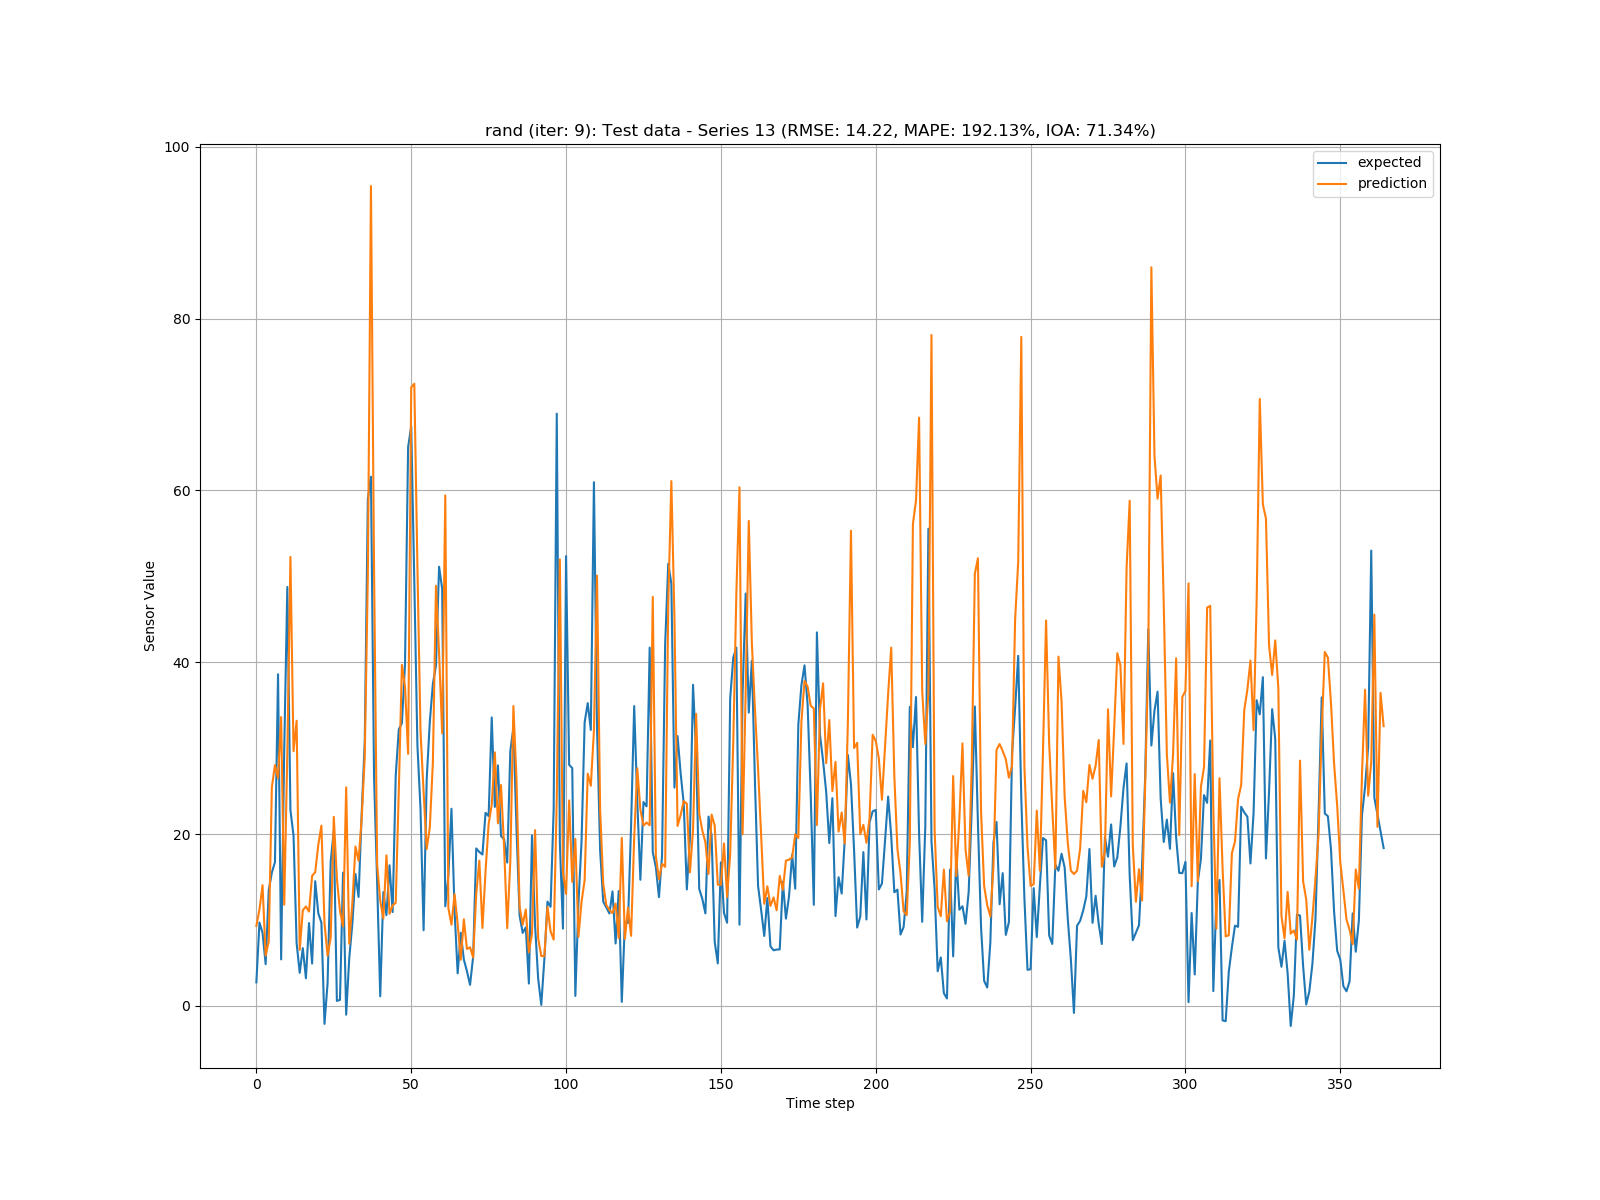 rand (iter: 9): Test data - Series 13 (RMSE: 14.22, MAPE: 192.13%, IOA: 71.34%)
expected
prediction
100
80
60
40
20
0
Sensor Value
0 50 100 150 200 250 300 350
Time step